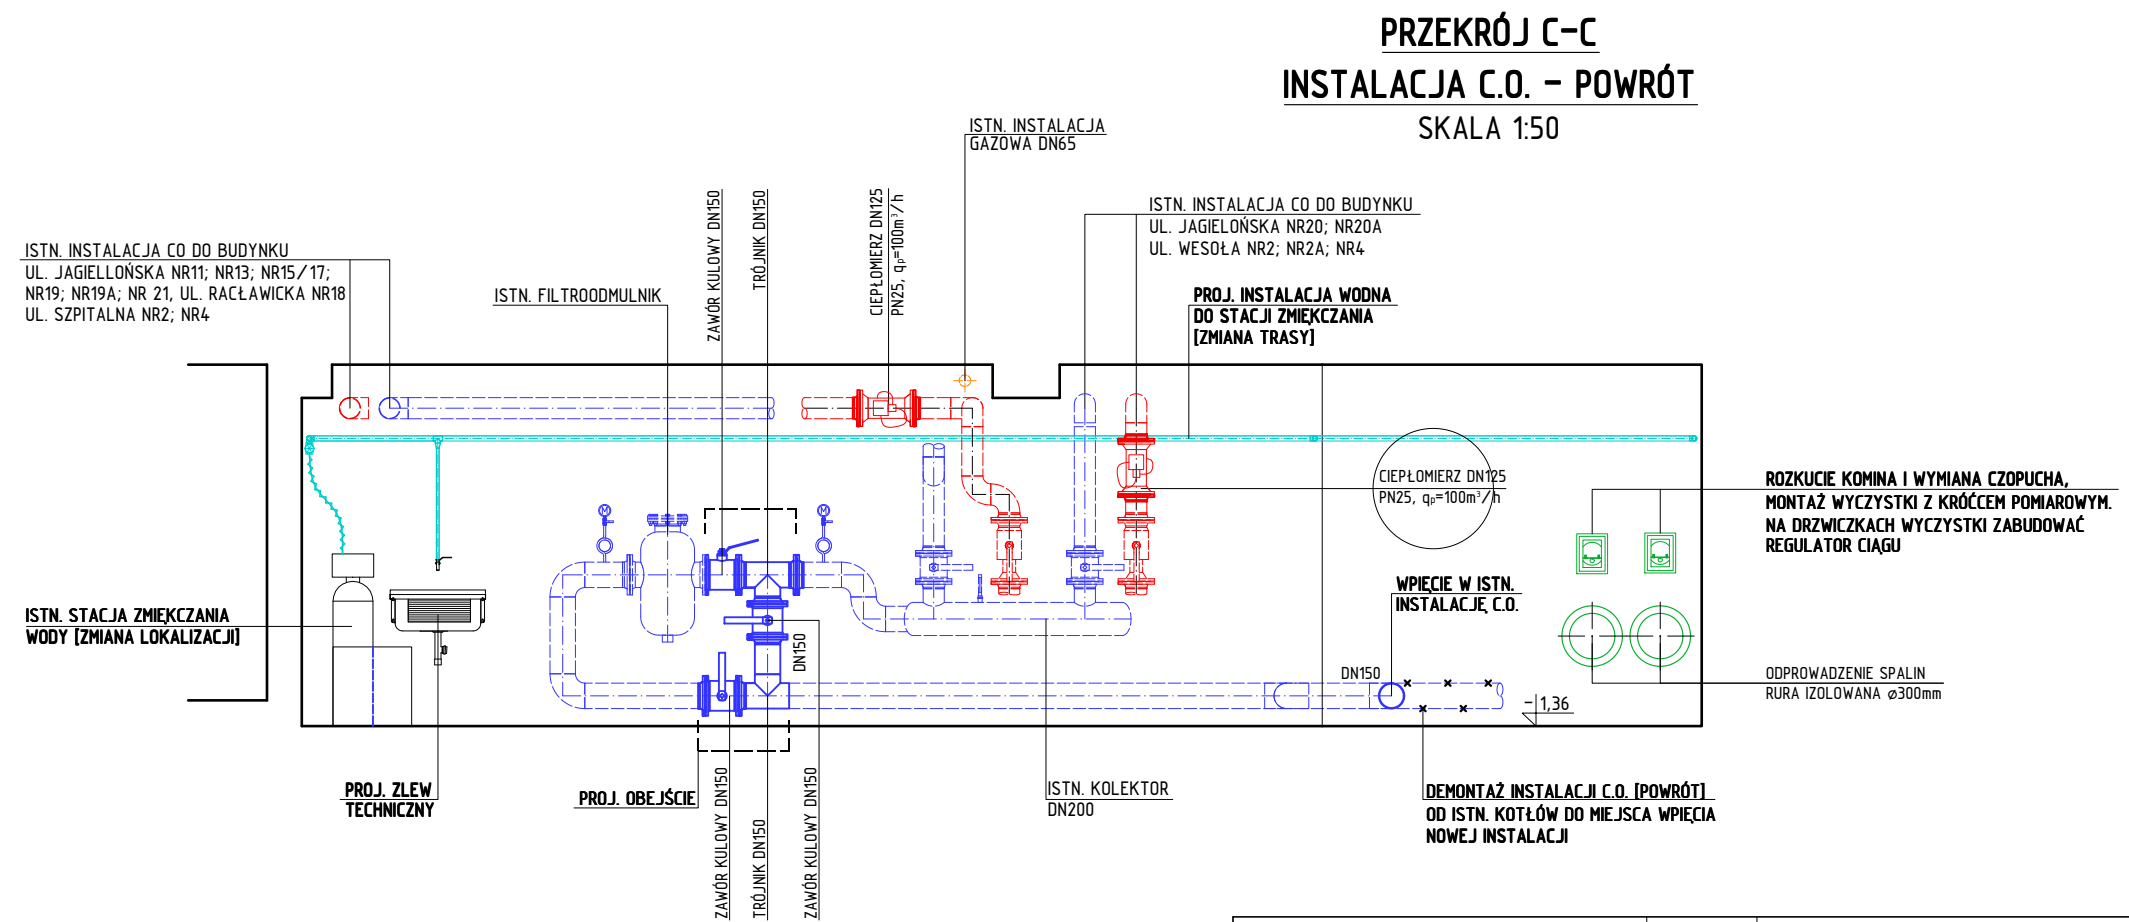 PRZEKRÓJ C-C
INSTALACJA C.O. - POWRÓT
SKALA 1:50
ISTN. INSTALACJA
GAZOWA DN65
ISTN. INSTALACJA CO DO BUDYNKU
UL. JAGIELLOŃSKA NR11; NR13; NR15/17;
NR19; NR19A; NR 21, UL. RACŁAWICKA NR18
UL. SZPITALNA NR2; NR4
ISTN. FILTROODMULNIK
ZAWÓR KULOWY DN150
TRÓJNIK DN150
CIEPŁOMIERZ DN125
PN25, qp=100m³/h
ISTN. INSTALACJA CO DO BUDYNKU
UL. JAGIELOŃSKA NR20; NR20A
UL. WESOŁA NR2; NR2A; NR4
PROJ. INSTALACJA WODNA
DO STACJI ZMIĘKCZANIA
[ZMIANA TRASY]
CIEPŁOMIERZ DN125
PN25, qp=100m³/h
ROZKUCIE KOMINA I WYMIANA CZOPUCHA,
MONTAŻ WYCZYSTKI Z KRÓĆCEM POMIAROWYM.
NA DRZWICZKACH WYCZYSTKI ZABUDOWAĆ
REGULATOR CIĄGU
M
M
WPIĘCIE W ISTN.
INSTALACJĘ C.O.
ISTN. STACJA ZMIĘKCZANIA
WODY [ZMIANA LOKALIZACJI]
DN150
DN150
ODPROWADZENIE SPALIN
RURA IZOLOWANA ø300mm
-1,36
PROJ. ZLEW
TECHNICZNY
PROJ. OBEJŚCIE
ZAWÓR KULOWY DN150
TRÓJNIK DN150
ZAWÓR KULOWY DN150
ISTN. KOLEKTOR
DN200
DEMONTAŻ INSTALACJI C.O. [POWRÓT]
OD ISTN. KOTŁÓW DO MIEJSCA WPIĘCIA
NOWEJ INSTALACJI